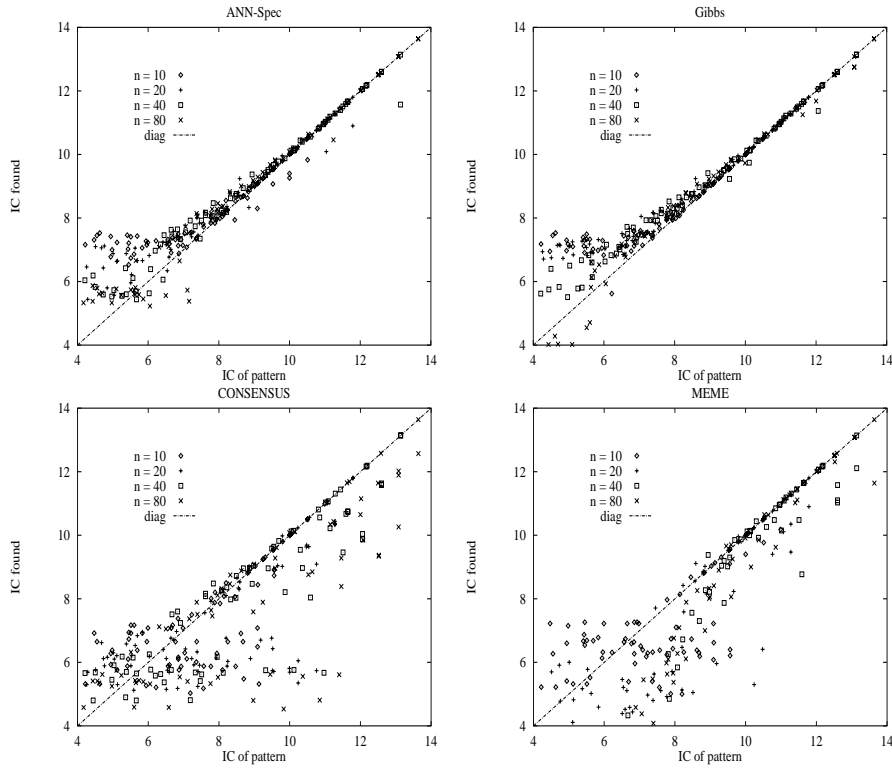 ANN-Spec
14
12
10
8
6
4
IC found
n = 10
n = 20
n = 40
n = 80
diag
4 6 8 10 12 14
IC of pattern
Gibbs
14
12
10
8
6
4
IC found
n = 10
n = 20
n = 40
n = 80
diag
4 6 8 10 12 14
IC of pattern
CONSENSUS
14
12
10
8
6
4
IC found
n = 10
n = 20
n = 40
n = 80
diag
4 6 8 10 12 14
IC of pattern
MEME
14
12
10
8
6
4
IC found
n = 10
n = 20
n = 40
n = 80
diag
4 6 8 10 12 14
IC of pattern